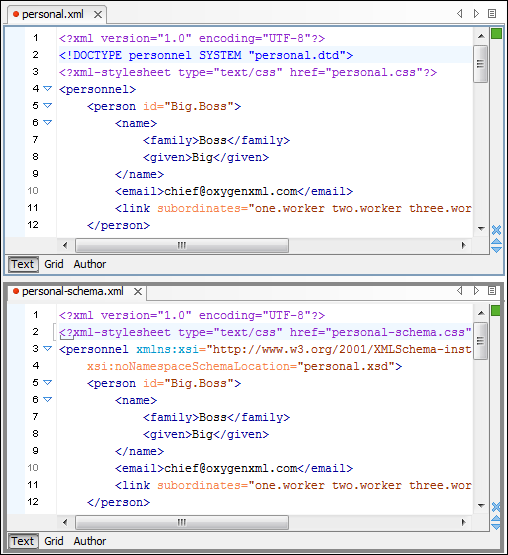 personal.xml
1 <?xml version="1.0" encoding="UTF-8"?>
2 <!DOCTYPE personnel SYSTEM "personal.dtd">
3 <?xml-stylesheet type="text/css" href="personal.css"?>
4 <personnel>
5 <person id="Big.Boss">
6 <name>
7 <family>Boss</family>
8 <given>Big</given>
9 </name>
10 <email>chief@oxygenxml.com</email>
11 <link subordinates="one.worker two.worker three.wor
12 </person>
Text Grid Author
personal-schema.xml
1 <?xml version="1.0" encoding="UTF-8"?>
2 <?xml-stylesheet type="text/css" href="personal-schema.css"
3 <personnel xmlns:xsi="http://www.w3.org/2001/XMLSchema-inst
4 xsi:noNamespaceSchemaLocation="personal.xsd">
5 <person id="Big.Boss">
6 <name>
7 <family>Boss</family>
8 <given>Big</given>
9 </name>
10 <email>chief@oxygenxml.com</email>
11 <link subordinates="one.worker two.worker three.wor
12 </person>
Text Grid Author